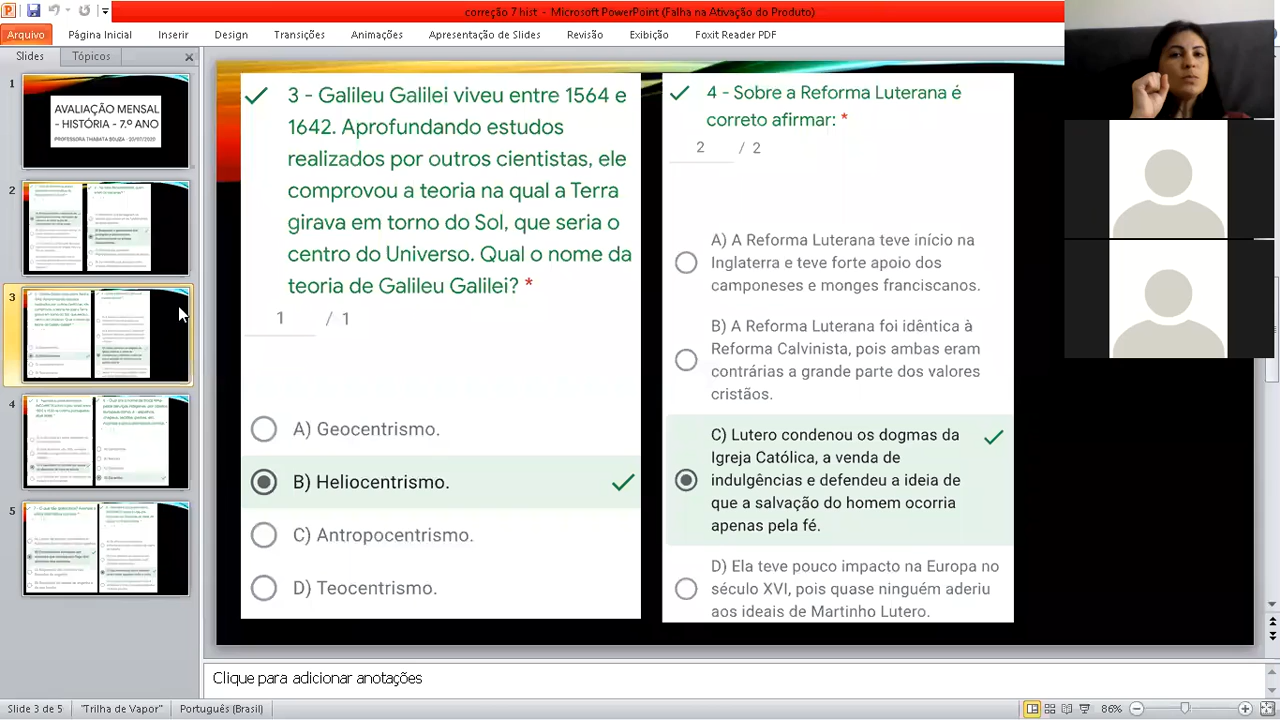 correção 7 hist - Microsoft PowerPoint (Falha na Ativação do Produto)
Arquivo
Página Inicial
Inserir
Design
Transições
Animações
Apresentação de Slides
Revisão
Exibição
Foxit Reader PDF
Slides
Tópicos
1
AVALIAÇÃO MENSAL
- HISTÓRIA - 7.º ANO
2
4
5
3 - Galileu Galilei viveu entre 1564 e
1642. Aprofundando estudos
realizados por outros cientistas, ele
comprovou a teoria na qual a Terra
girava em torno do sol, que seria o
centro do Universo. Qual o nome da
teoria de Galileu Galilei? *
1
1
A) Geocentrismo.
B) Heliocentrismo.
C) Antropocentrismo.
D) Teocentrismo.
4 - Sobre a Reforma Luterana é
correto afirmar: *
2 / 2
A) A Reforma Luterana teve início na
Inglaterra e teve forte apoio dos
camponeses e monges franciscanos.
B) A Reforma Luterana foi idêntica à
Reforma Calvinista, pois ambas eram
contrárias a grande parte dos valores
cristãos.
C) Lutero condenou os dogmas da
Igreja Católica, a venda de
indulgências e defendeu a ideia de
que a salvação do homem ocorria
apenas pela fé.
D) Ela teve pouco impacto na Europa no
século XVI, pois quase ninguém aderiu
aos ideais de Martinho Lutero.
Clique para adicionar anotações
Slide 3 de 5
"Trilha de Vapor"
Português (Brasil)
86%